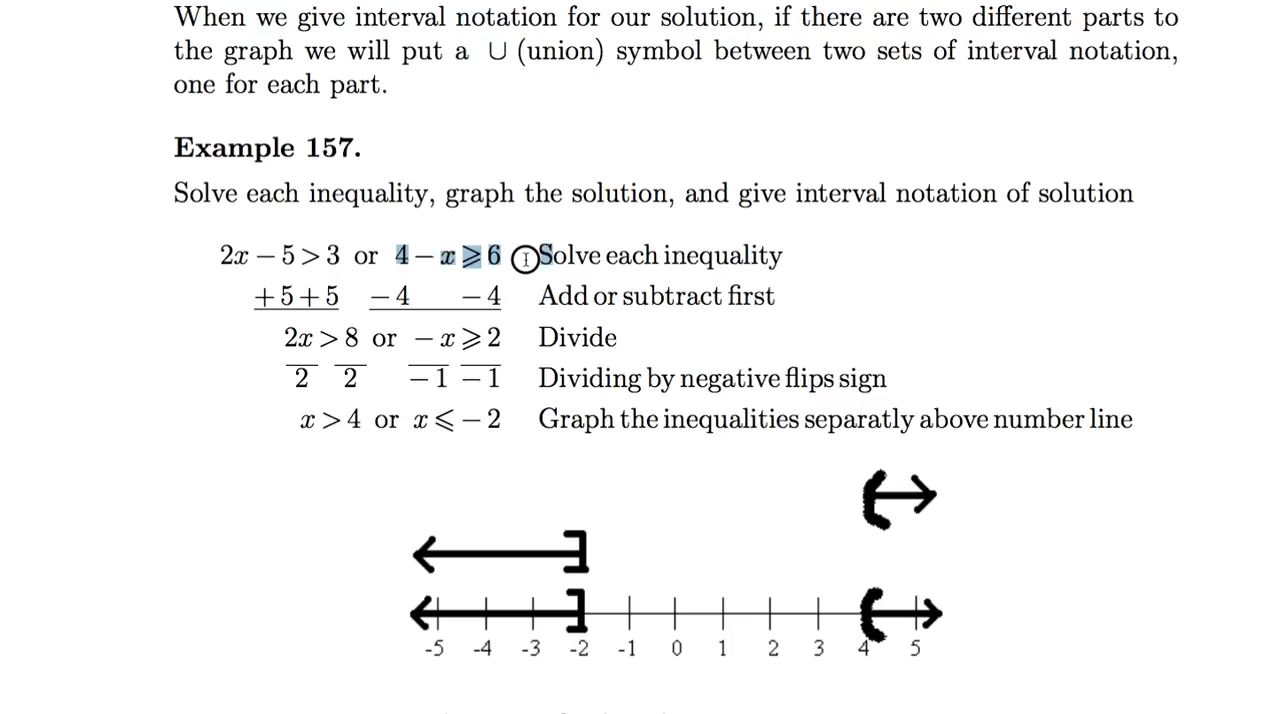 When we give interval notation for our solution, if there are two different parts to
the graph we will put a ∪ (union) symbol between two sets of interval notation,
one for each part.
Example 157.
Solve each inequality, graph the solution, and give interval notation of solution
2x − 5 > 3 or 4 − x ⩾ 6 Solve each inequality
+ 5 + 5 − 4 − 4 Add or subtract first
2x > 8 or − x ⩾ 2 Divide
2 2 − 1 − 1 Dividing by negative flips sign
x > 4 or x ⩽ − 2 Graph the inequalities separatly above number line
-5 -4 -3 -2 -1 0 1 2 3 4 5